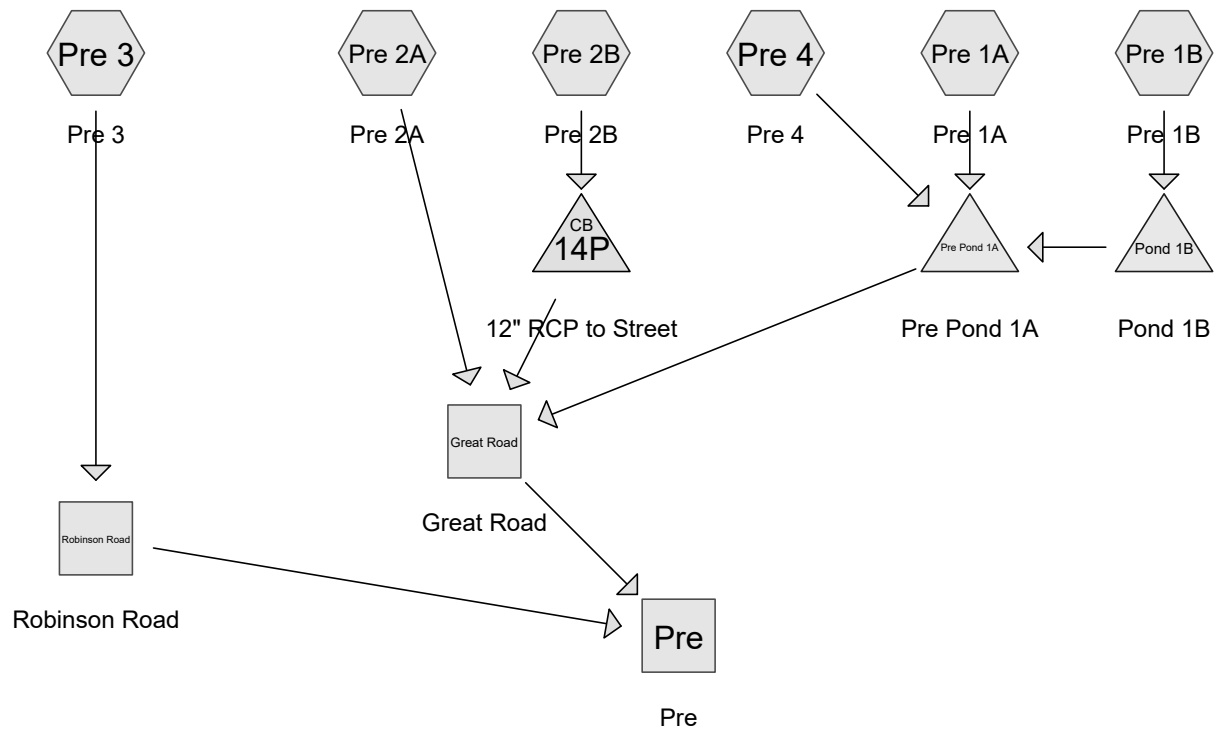 Pre 3
Pre 2A
Pre 2B
Pre 4
Pre 1A
Pre 1B
Pre 3
Pre 2A
Pre 2B
Pre 4
Pre 1A
Pre 1B
CB
14P
Pre Pond 1A
Pond 1B
12" RCP to Street
Pre Pond 1A
Pond 1B
Great Road
Great Road
Robinson Road
Robinson Road
Pre
Pre